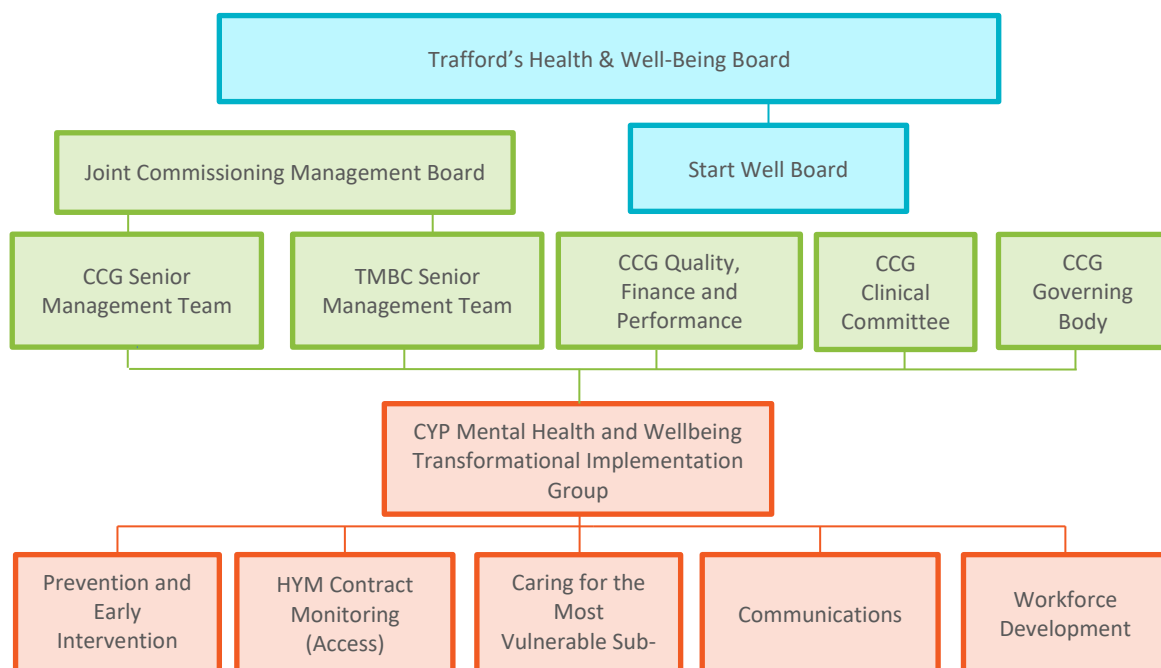 Trafford’s Health & Well-Being Board
Joint Commissioning Management Board
Start Well Board
CCG Senior
Management Team
TMBC Senior
Management Team
CCG Quality,
Finance and
Performance
CCG
Clinical
Committee
CCG
Governing
Body
CYP Mental Health and Wellbeing
Transformational Implementation
Group
Prevention and
Early
Intervention
HYM Contract
Monitoring
(Access)
Caring for the
Most
Vulnerable Sub-
Communications
Workforce
Development